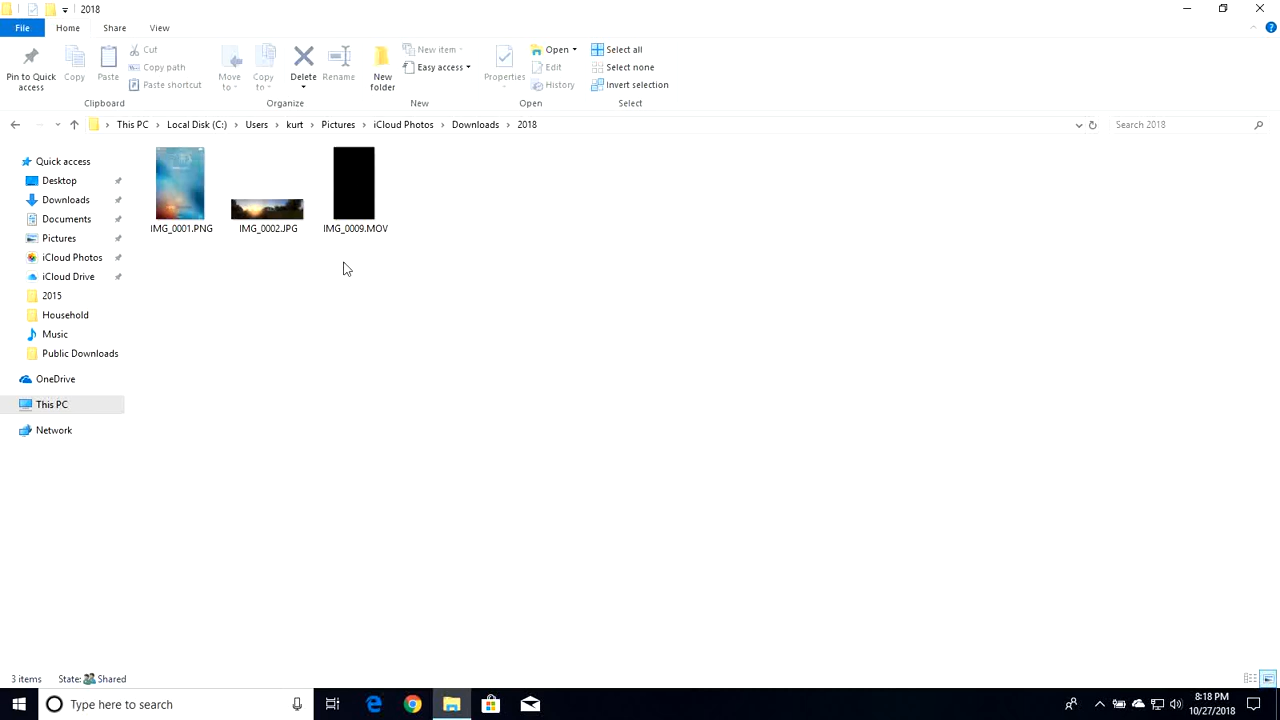 2018
File Home Share View
Pin to Quick access
Copy
Paste
Cut
Copy path
Paste shortcut
Clipboard
Move to
Copy to
Delete
Rename
Organize
New folder
New item
Easy access
New
Properties
Open
Edit
History
Open
Select all
Select none
Invert selection
Select
This PC Local Disk (C:) Users kurt Pictures iCloud Photos Downloads 2018
Search 2018
Quick access
Desktop
Downloads
Documents
Pictures
iCloud Photos
iCloud Drive
2015
Household
Music
Public Downloads
OneDrive
This PC
Network
IMG_0001.PNG IMG_0002.JPG IMG_0009.MOV
3 items State: Shared
Type here to search
8:18 PM
10/27/2018